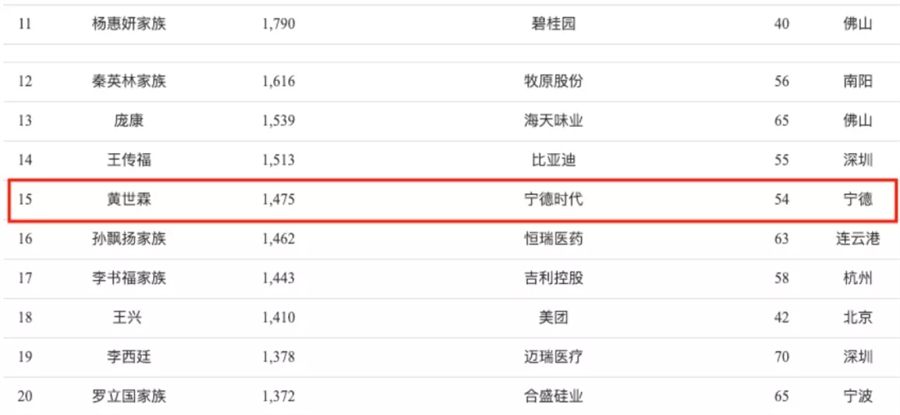 11 杨惠妍家族 1,790 碧桂园 40 佛山
12 秦英林家族 1,616 牧原股份 56 南阳
13 庞康 1,539 海天味业 65 佛山
14 王传福 1,513 比亚迪 55 深圳
15 黄世霖 1,475 宁德时代 54 宁德
16 孙飘扬家族 1,462 恒瑞医药 63 连云港
17 李书福家族 1,443 吉利控股 58 杭州
18 王兴 1,410 美团 42 北京
19 李西廷 1,378 迈瑞医疗 70 深圳
20 罗立国家族 1,372 合盛硅业 65 宁波